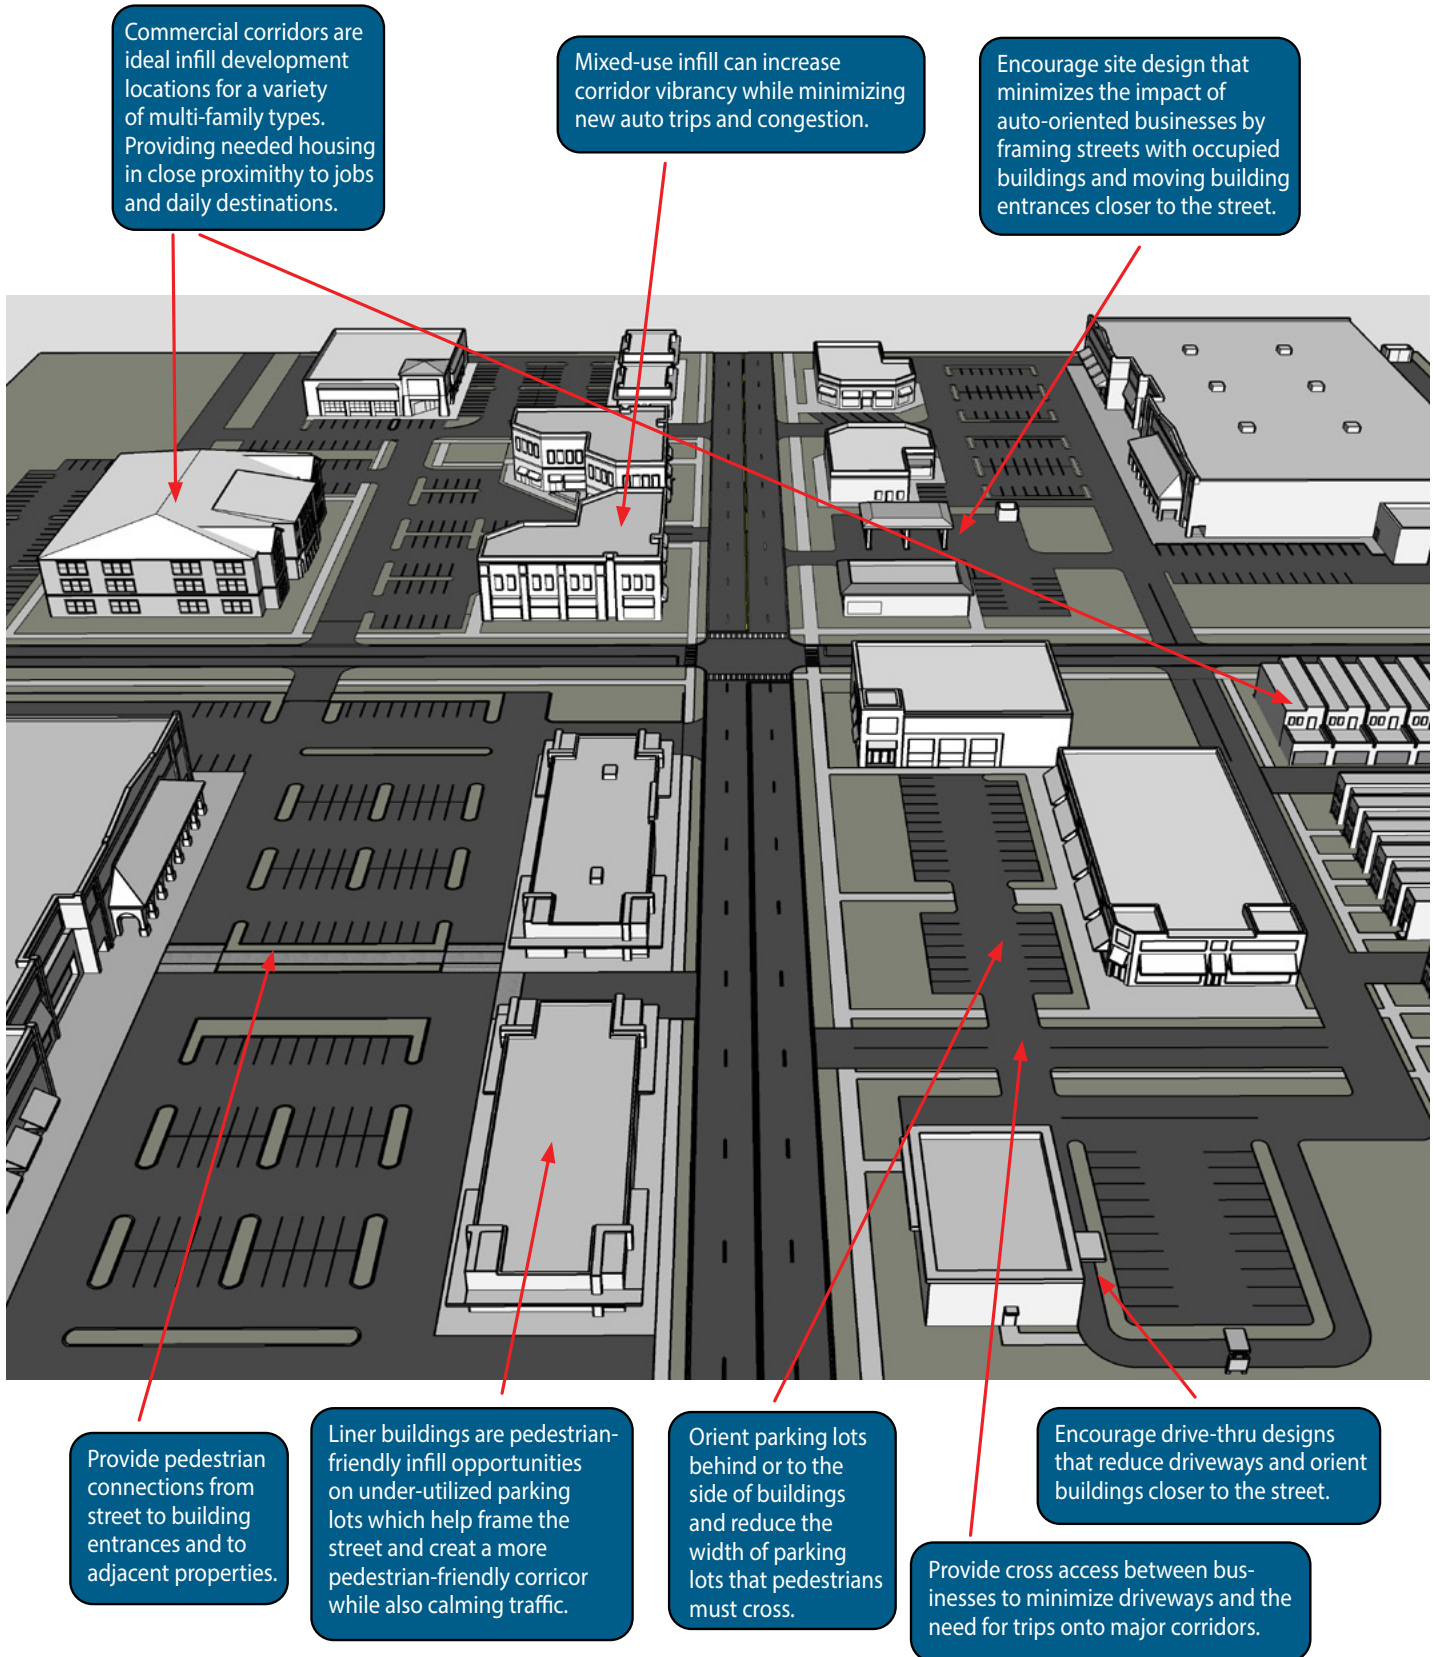 Commercial corridors are
ideal infill development
locations for a variety
of multi-family types.
Providing needed housing
in close proximithy to jobs
and daily destinations.
Mixed-use infill can increase
corridor vibrancy while minimizing
new auto trips and congestion.
Encourage site design that
minimizes the impact of
auto-oriented businesses by
framing streets with occupied
buildings and moving building
entrances closer to the street.
Provide pedestrian
connections from
street to building
entrances and to
adjacent properties.
Liner buildings are pedestrian-
friendly infill opportunities
on under-utilized parking
lots which help frame the
street and creat a more
pedestrian-friendly corricor
while also calming traffic.
Orient parking lots
behind or to the
side of buildings
and reduce the
width of parking
lots that pedestrians
must cross.
Encourage drive-thru designs
that reduce driveways and orient
buildings closer to the street.
Provide cross access between bus-
inesses to minimize driveways and the
need for trips onto major corridors.